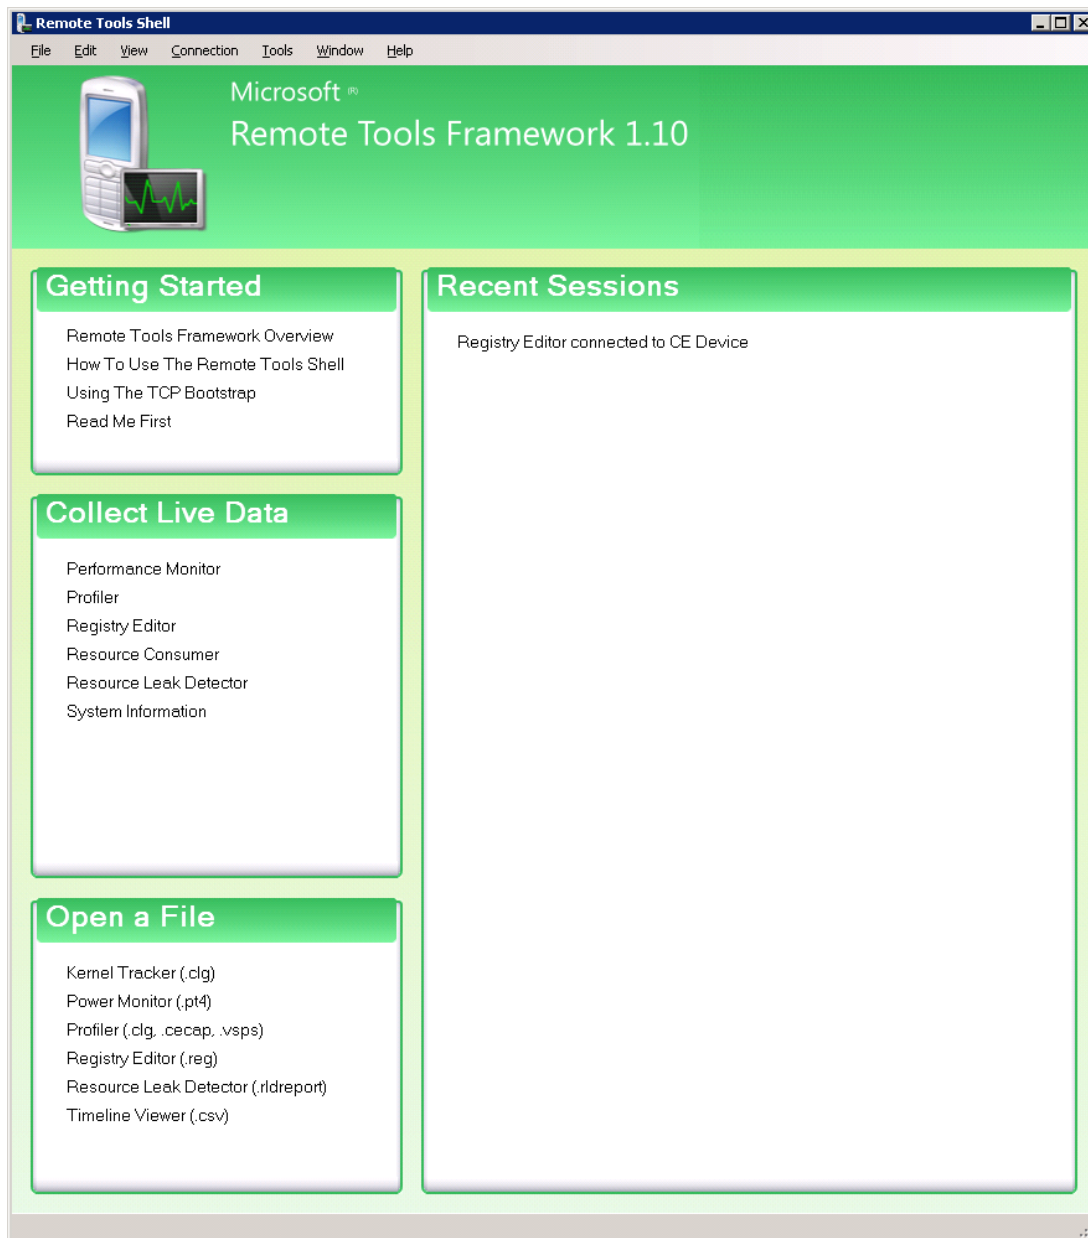 Remote Tools Shell
File Edit View Connection Tools Window Help
Microsoft (R)
Remote Tools Framework 1.10
Getting Started
Remote Tools Framework Overview
How To Use The Remote Tools Shell
Using The TCP Bootstrap
Read Me First
Collect Live Data
Performance Monitor
Profiler
Registry Editor
Resource Consumer
Resource Leak Detector
System Information
Open a File
Kernel Tracker (.clg)
Power Monitor (.pt4)
Profiler (.clg, .cecap, .vsps)
Registry Editor (.reg)
Resource Leak Detector (.rldreport)
Timeline Viewer (.csv)
Recent Sessions
Registry Editor connected to CE Device